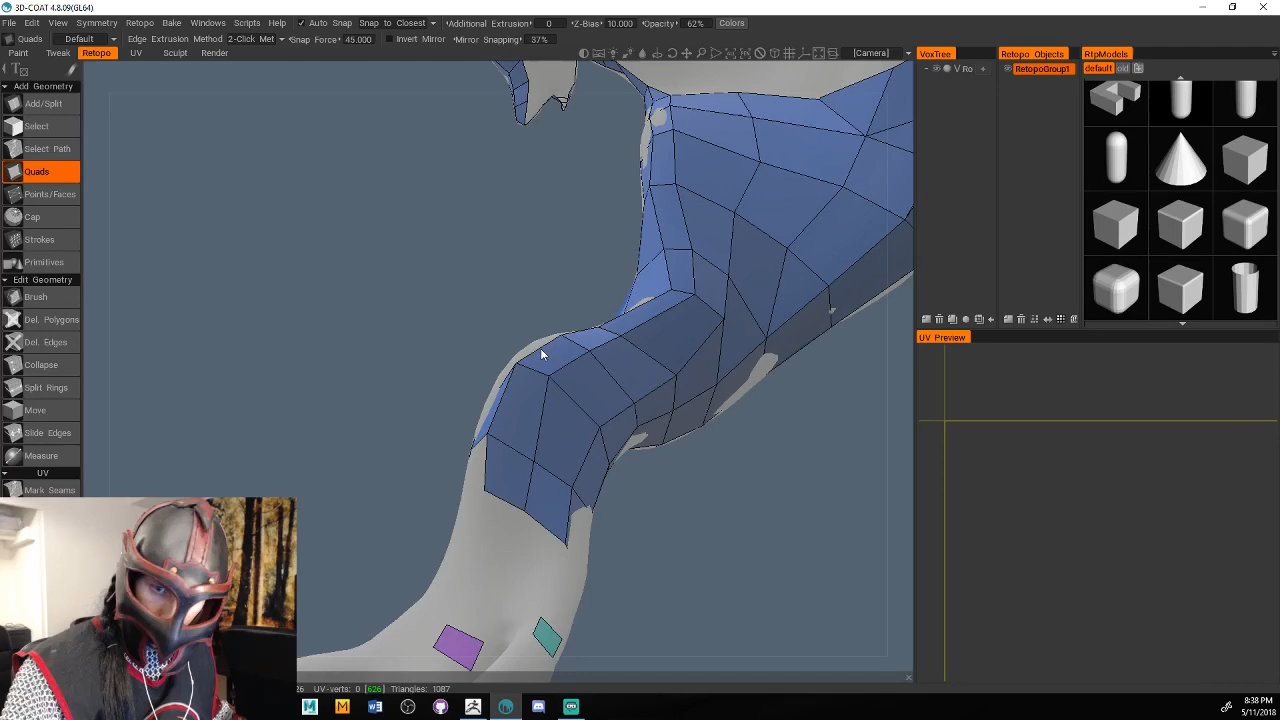 3D-COAT 4.8.09(GL64)
File Edit View Symmetry Retopo Bake Windows Scripts Help Auto Snap Snap to Closest Additional Extrusion 0 Z-Bias 10.000 Opacity 62% Colors
Quads Default Edge Extrusion Method 2-Click Met Snap Force 45.000 Invert Mirror Mirror Snapping 37%
Paint Tweak Retopo UV Sculpt Render [Camera] VoxTree Retopo Objects RtpModels
V Ro RetopoGroup1 default old
Add Geometry
Add/Split
Select
Select Path
Quads
Points/Faces
Cap
Strokes
Primitives
Edit Geometry
Brush
Del. Polygons
Del. Edges
Collapse
Split Rings
Move
Slide Edges
Measure
UV
Mark Seams
UV Preview
26 UV-verts: 0 [626] Triangles: 1087
8:38 PM
5/11/2018